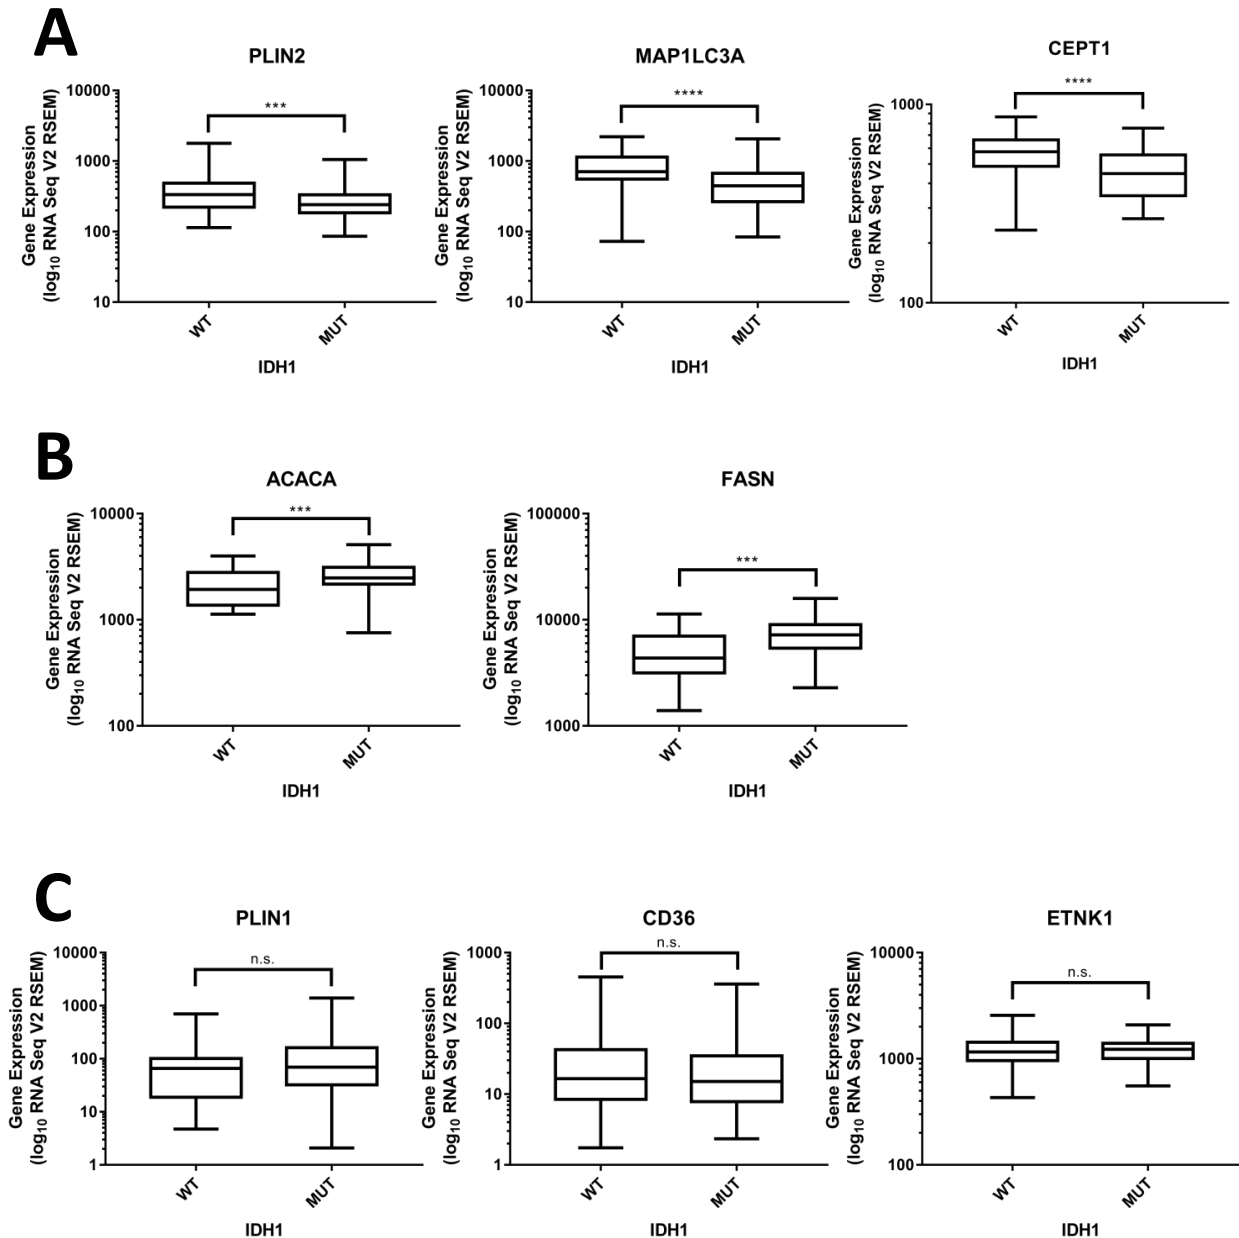 A
PLIN2
MAP1LC3A
CEPT1
Gene Expression
(log10 RNA Seq V2 RSEM)
10000
1000
100
10
***
WT
MUT
IDH1
Gene Expression
(log10 RNA Seq V2 RSEM)
10000
1000
100
10
****
WT
MUT
IDH1
Gene Expression
(log10 RNA Seq V2 RSEM)
1000
100
****
WT
MUT
IDH1
B
ACACA
FASN
Gene Expression
(log10 RNA Seq V2 RSEM)
10000
1000
100
***
WT
MUT
IDH1
Gene Expression
(log10 RNA Seq V2 RSEM)
100000
10000
1000
***
WT
MUT
IDH1
C
PLIN1
CD36
ETNK1
Gene Expression
(log10 RNA Seq V2 RSEM)
10000
1000
100
10
1
n.s.
WT
MUT
IDH1
Gene Expression
(log10 RNA Seq V2 RSEM)
1000
100
10
1
n.s.
WT
MUT
IDH1
Gene Expression
(log10 RNA Seq V2 RSEM)
10000
1000
100
n.s.
WT
MUT
IDH1